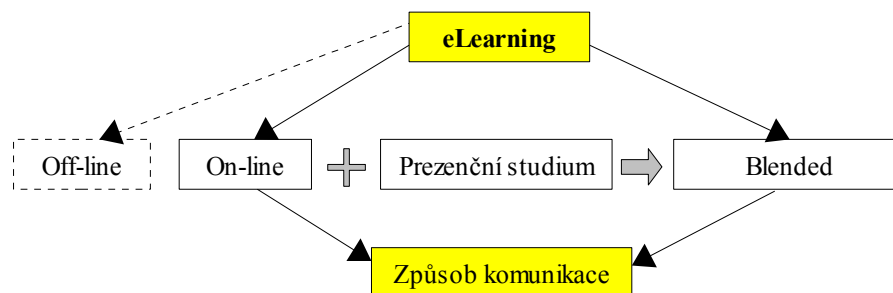 eLearning
Off-line
On-line
Prezenční studium
Blended
Způsob komunikace